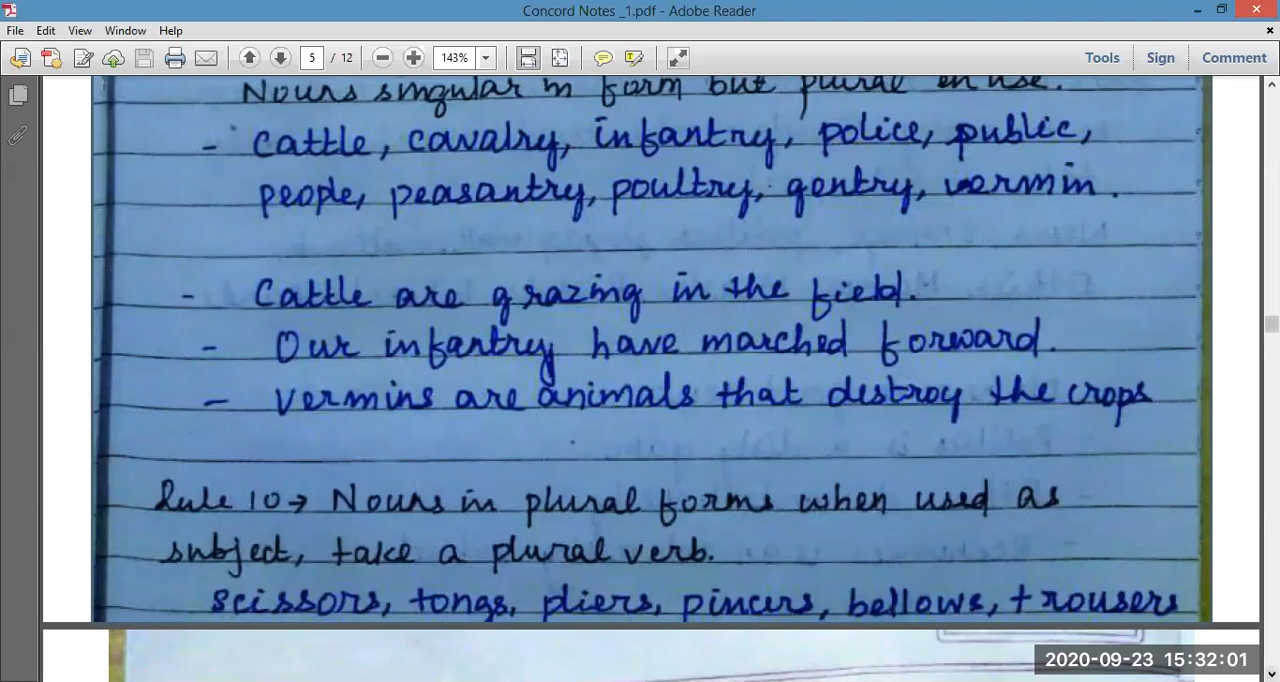 Concord Notes _1.pdf - Adobe Reader
File Edit View Window Help
5 / 12 143% Tools Sign Comment
Nouns singular in form but plural in use.
- Cattle, cavalry, infantry, police, public,
people, peasantry, poultry, gentry, vermin.
- Cattle are grazing in the field.
- Our infantry have marched forward.
- Vermins are animals that destroy the crops
Rule 10→ Nouns in plural forms when used as
subject, take a plural verb.
scissors, tongs, pliers, pincers, bellows, trousers
2020-09-23 15:32:01